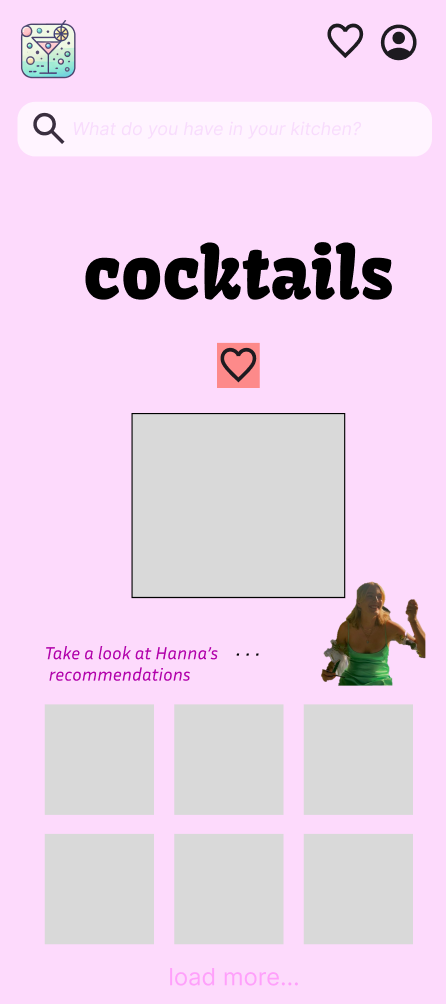 What do you have in your kitchen?
cocktails
Take a look at Hanna's ...
recommendations
load more...